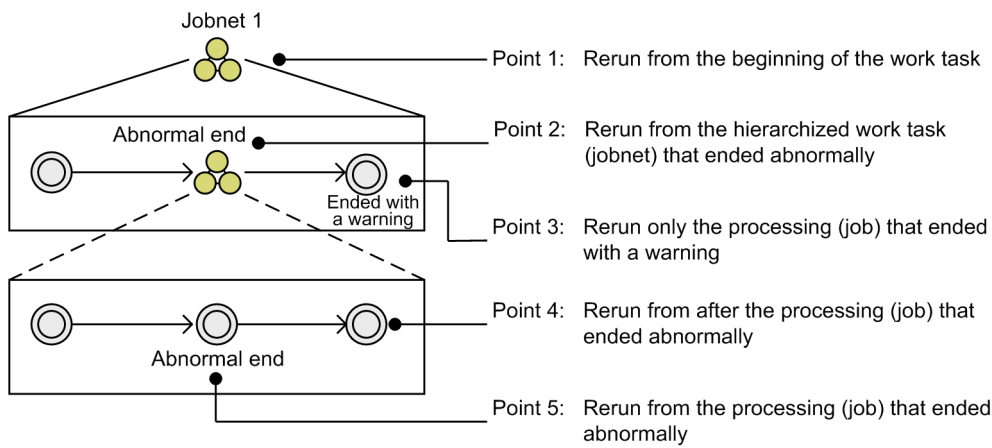 Jobnet 1
Point 1: Rerun from the beginning of the work task
Abnormal end
Point 2: Rerun from the hierarchized work task
(jobnet) that ended abnormally
Ended with
a warning
Point 3: Rerun only the processing (job) that ended
with a warning
Point 4: Rerun from after the processing (job) that
ended abnormally
Abnormal end
Point 5: Rerun from the processing (job) that ended
abnormally